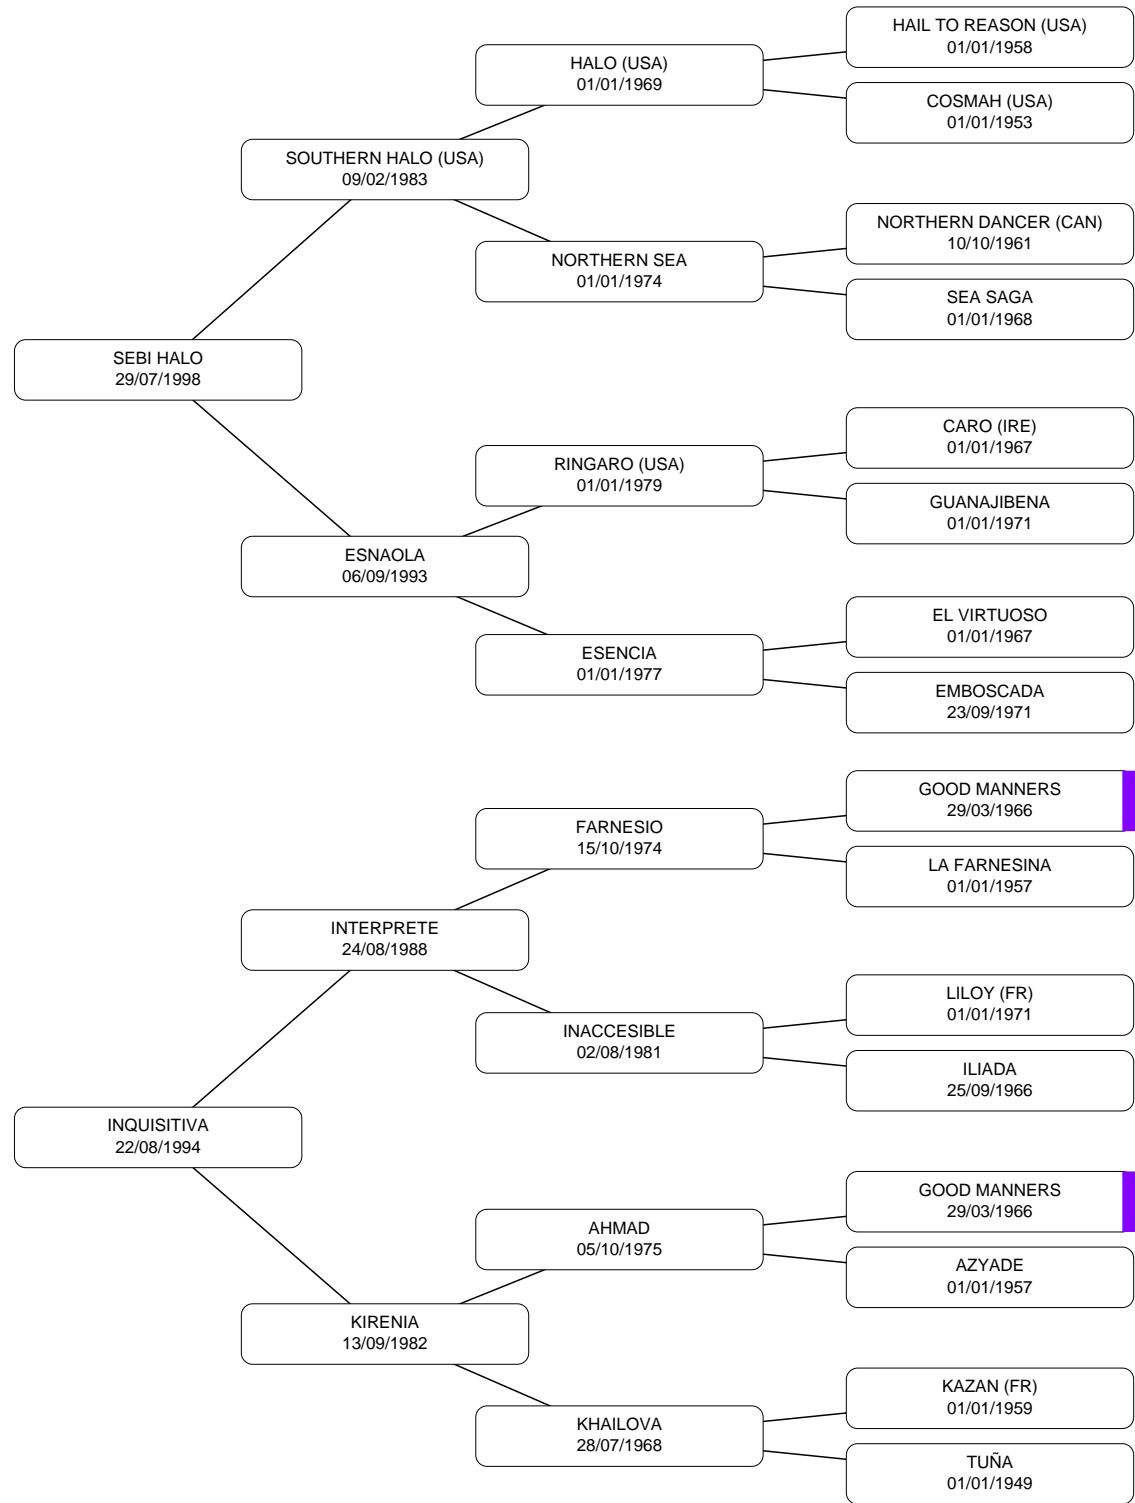 HAIL TO REASON (USA)
01/01/1958
HALO (USA)
01/01/1969
COSMAH (USA)
01/01/1953
SOUTHERN HALO (USA)
09/02/1983
NORTHERN DANCER (CAN)
10/10/1961
NORTHERN SEA
01/01/1974
SEA SAGA
01/01/1968
SEBI HALO
29/07/1998
CARO (IRE)
01/01/1967
RINGARO (USA)
01/01/1979
GUANAJIBENA
01/01/1971
ESNAOLA
06/09/1993
EL VIRTUOSO
01/01/1967
ESENCIA
01/01/1977
EMBOSCADA
23/09/1971
GOOD MANNERS
29/03/1966
FARNESIO
15/10/1974
LA FARNESINA
01/01/1957
INTERPRETE
24/08/1988
LILOY (FR)
01/01/1971
INACCESIBLE
02/08/1981
ILIADA
25/09/1966
INQUISITIVA
22/08/1994
GOOD MANNERS
29/03/1966
AHMAD
05/10/1975
AZYADE
01/01/1957
KIRENIA
13/09/1982
KAZAN (FR)
01/01/1959
KHAILOVA
28/07/1968
TUÑA
01/01/1949